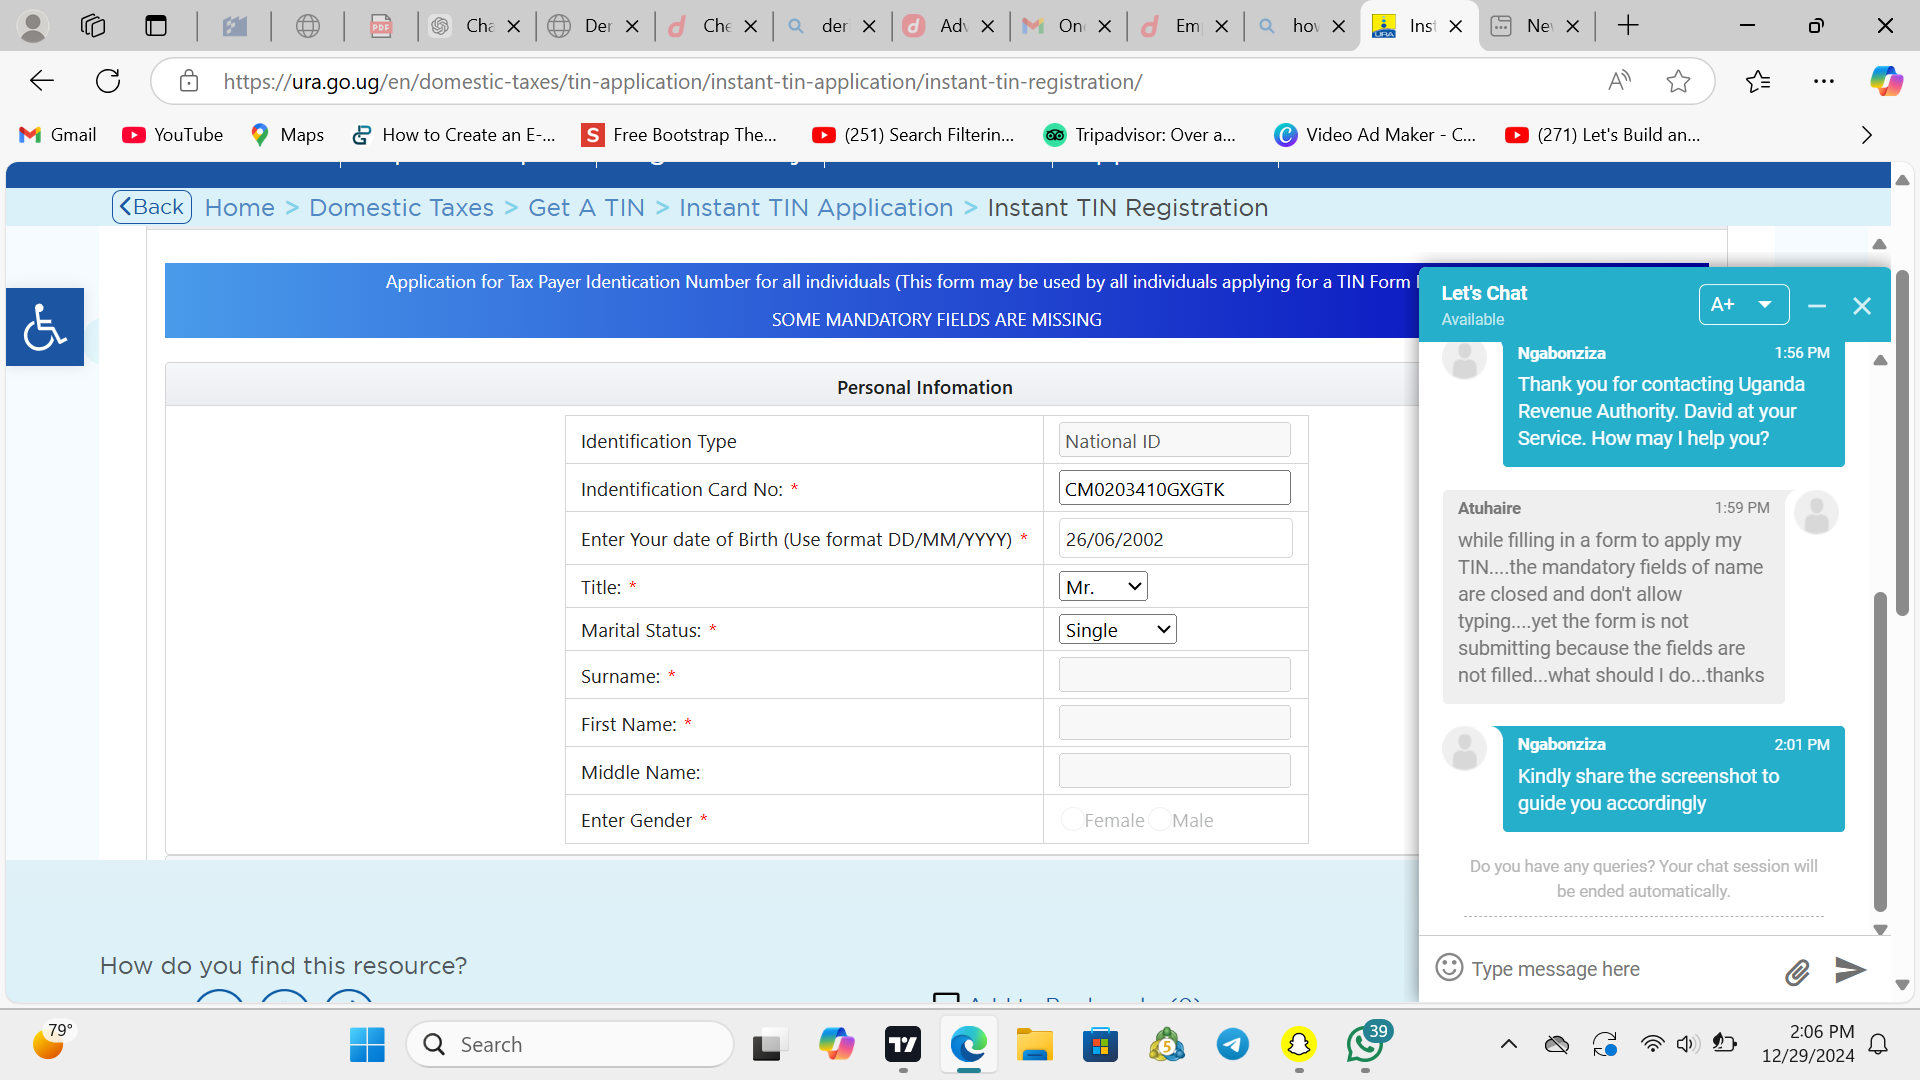 Cha
Der
Che
der
Adv
On
Em
hov
Inst
Nev
https://ura.go.ug/en/domestic-taxes/tin-application/instant-tin-application/instant-tin-registration/
Gmail
YouTube
Maps
How to Create an E-...
Free Bootstrap The...
(251) Search Filterin...
Tripadvisor: Over a...
Video Ad Maker - C...
(271) Let's Build an...
Back
Home > Domestic Taxes > Get A TIN > Instant TIN Application > Instant TIN Registration
Application for Tax Payer Identication Number for all individuals (This form may be used by all individuals applying for a TIN Form
SOME MANDATORY FIELDS ARE MISSING
Personal Infomation
Identification Type
National ID
Indentification Card No: *
CM0203410GXGTK
Enter Your date of Birth (Use format DD/MM/YYYY) *
26/06/2002
Title: *
Mr.
Marital Status: *
Single
Surname: *
First Name: *
Middle Name:
Enter Gender *
Female
Male
How do you find this resource?
Let's Chat
Available
A+
Ngabonziza
1:56 PM
Thank you for contacting Uganda
Revenue Authority. David at your
Service. How may I help you?
Atuhaire
1:59 PM
while filling in a form to apply my
TIN....the mandatory fields of name
are closed and don't allow
typing....yet the form is not
submitting because the fields are
not filled...what should I do...thanks
Ngabonziza
2:01 PM
Kindly share the screenshot to
guide you accordingly
Do you have any queries? Your chat session will
be ended automatically.
Type message here
79°
Search
39
2:06 PM
12/29/2024